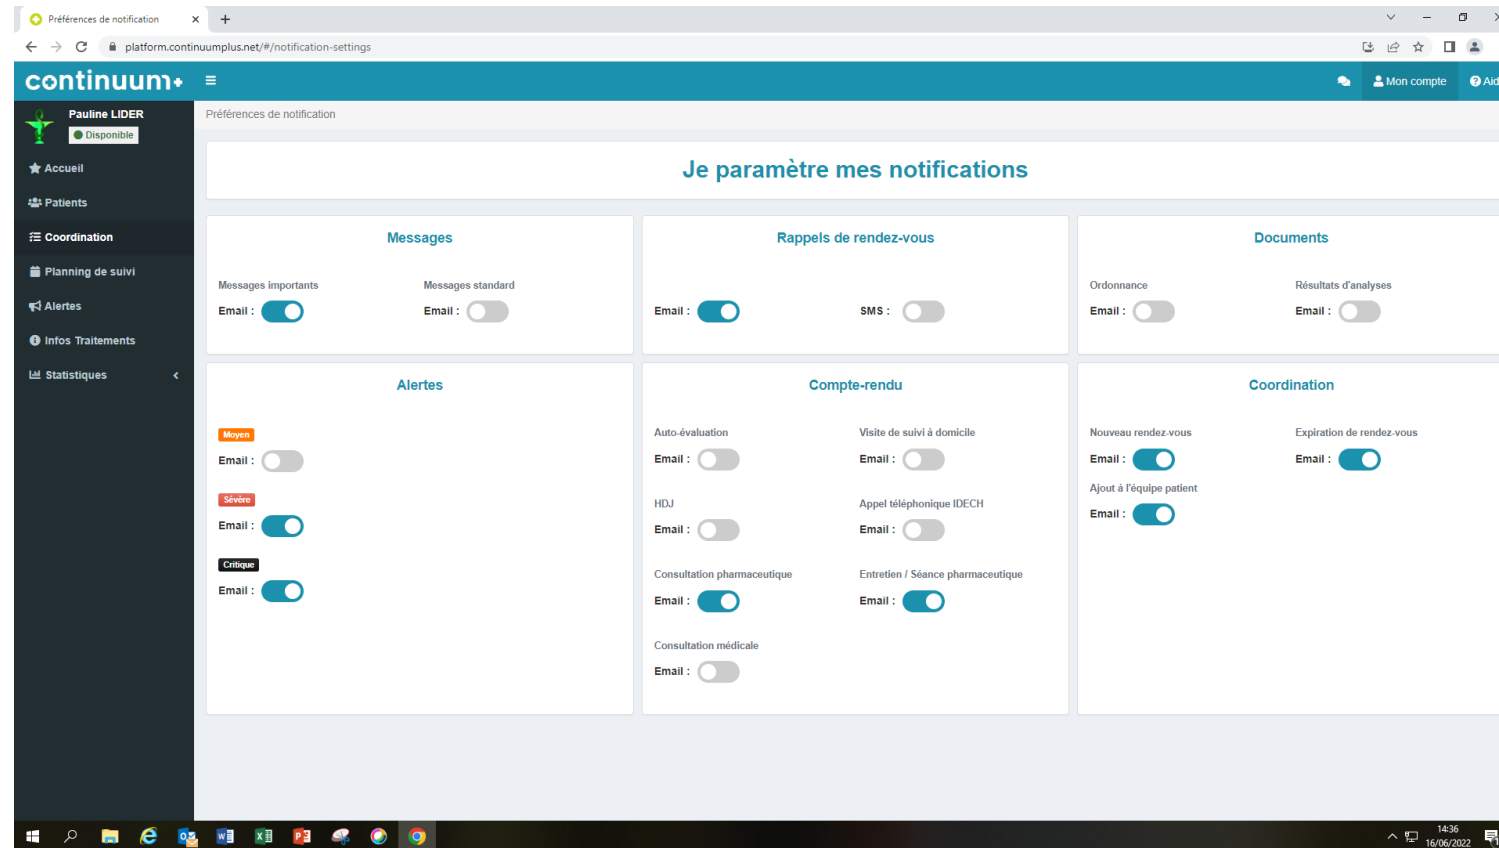 Préférences de notification
platform.continuumplus.net/#/notification-settings
continuum+
Mon compte
Aid
Pauline LIDER
Disponible
Préférences de notification
Accueil
Patients
Coordination
Planning de suivi
Alertes
Infos Traitements
Statistiques
Je paramètre mes notifications
Messages
Messages importants Messages standard
Email : Email :
Rappels de rendez-vous
Email : SMS :
Documents
Ordonnance Résultats d'analyses
Email : Email :
Alertes
Moyen
Email :
Sévère
Email :
Critique
Email :
Compte-rendu
Auto-évaluation Visite de suivi à domicile
Email : Email :
HDJ Appel téléphonique IDECH
Email : Email :
Consultation pharmaceutique Entretien / Séance pharmaceutique
Email : Email :
Consultation médicale
Email :
Coordination
Nouveau rendez-vous Expiration de rendez-vous
Email : Email :
Ajout à l'équipe patient
Email :
14:36
16/06/2022